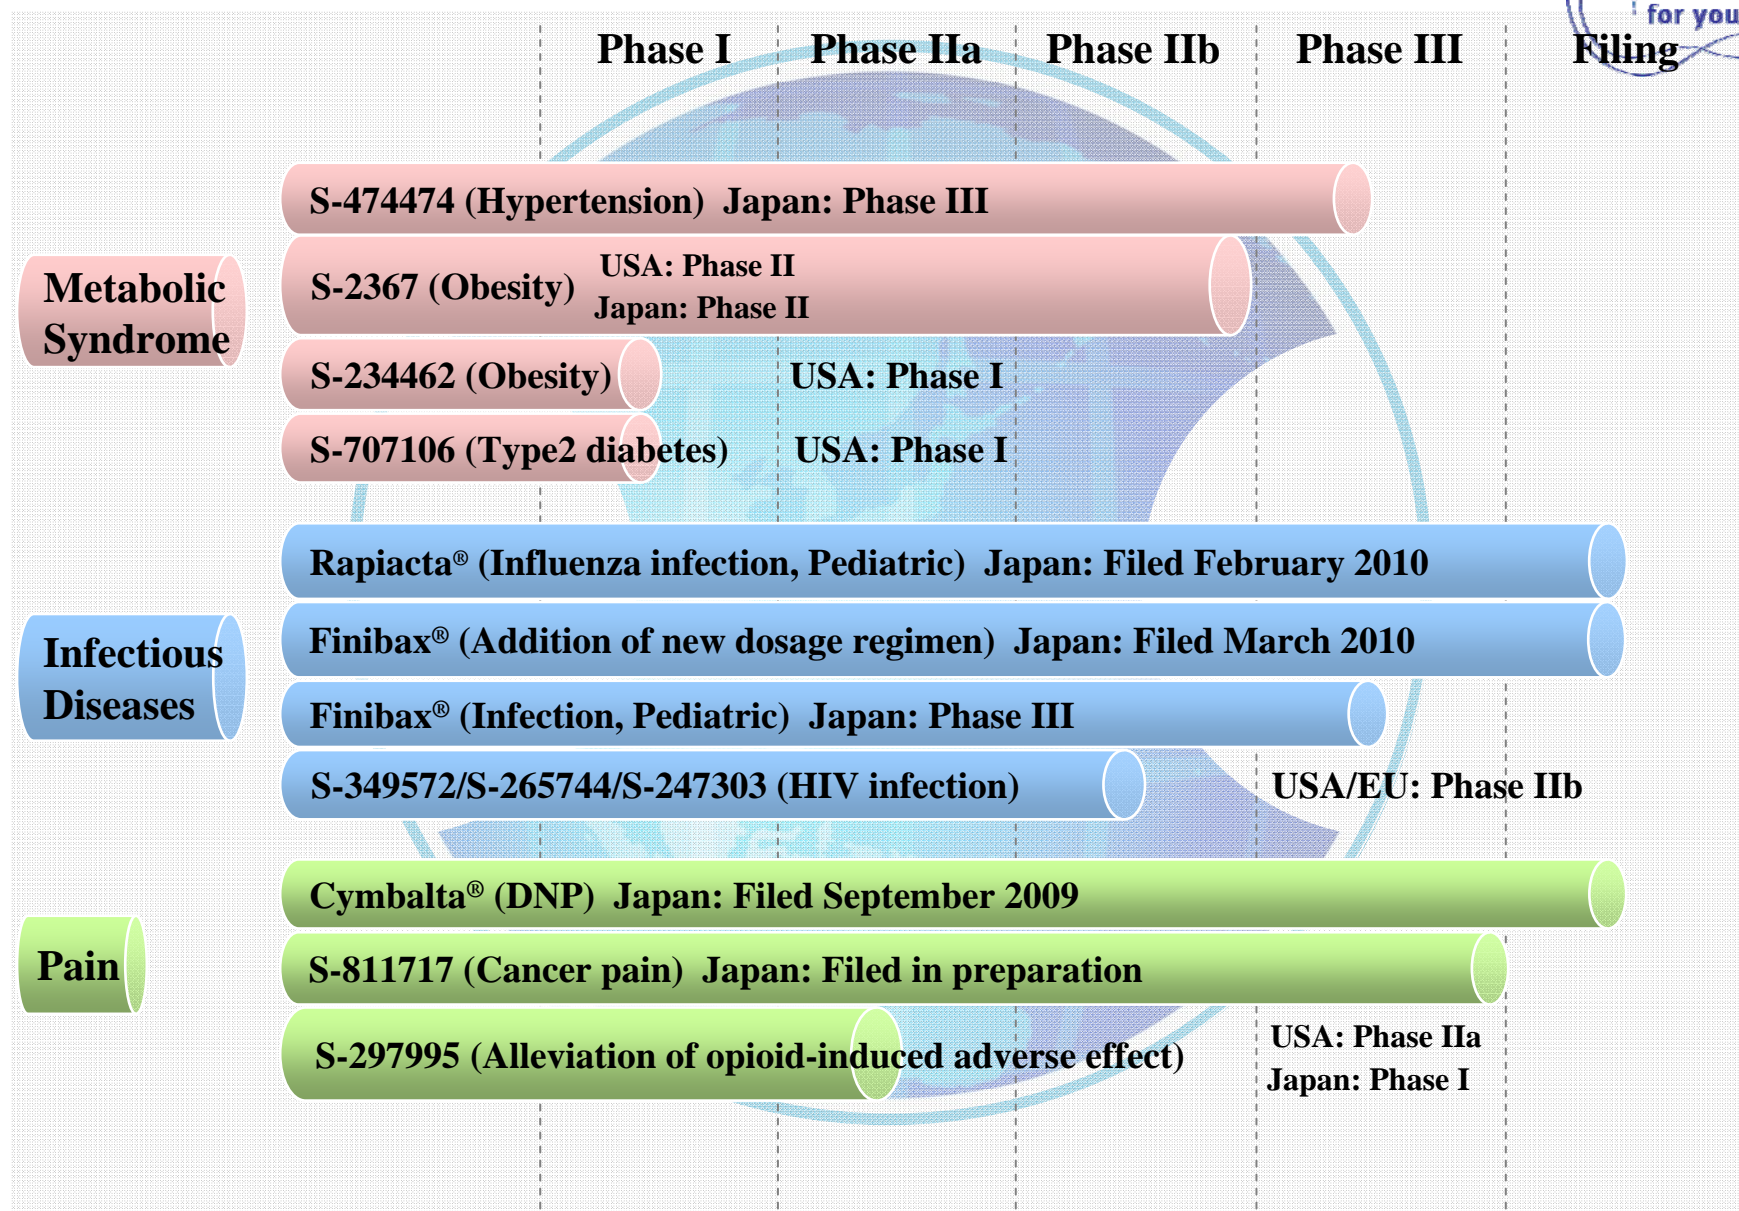 for you
Phase I Phase IIa Phase IIb Phase III Filing
S-474474 (Hypertension) Japan: Phase III
Metabolic
Syndrome
S-2367 (Obesity)
USA: Phase II
Japan: Phase II
S-234462 (Obesity) USA: Phase I
S-707106 (Type2 diabetes) USA: Phase I
Rapiacta® (Influenza infection, Pediatric) Japan: Filed February 2010
Infectious
Diseases
Finibax® (Addition of new dosage regimen) Japan: Filed March 2010
Finibax® (Infection, Pediatric) Japan: Phase III
S-349572/S-265744/S-247303 (HIV infection) USA/EU: Phase IIb
Cymbalta® (DNP) Japan: Filed September 2009
Pain
S-811717 (Cancer pain) Japan: Filed in preparation
S-297995 (Alleviation of opioid-induced adverse effect)
USA: Phase IIa
Japan: Phase I